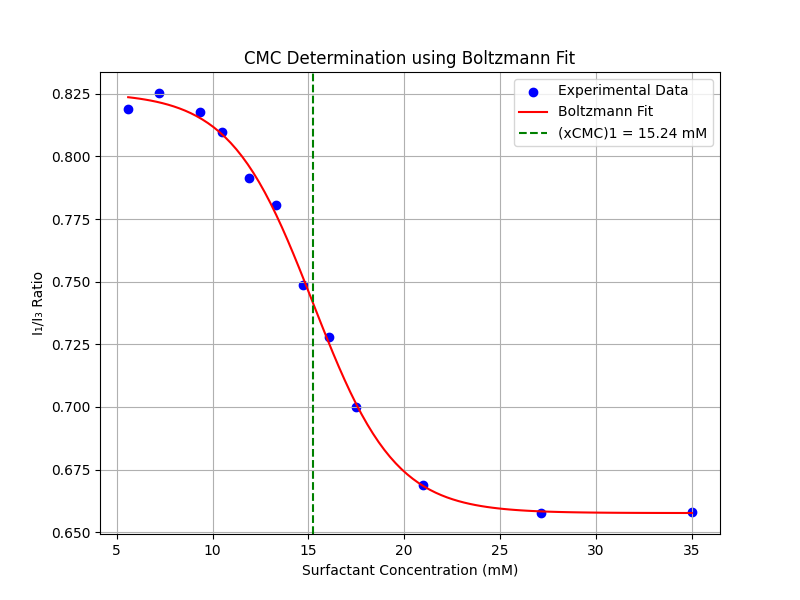 CMC Determination using Boltzmann Fit
Experimental Data
Boltzmann Fit
(xCMC)1 = 15.24 mM
I₁/I₃ Ratio
0.825
0.800
0.775
0.750
0.725
0.700
0.675
0.650
5 10 15 20 25 30 35
Surfactant Concentration (mM)